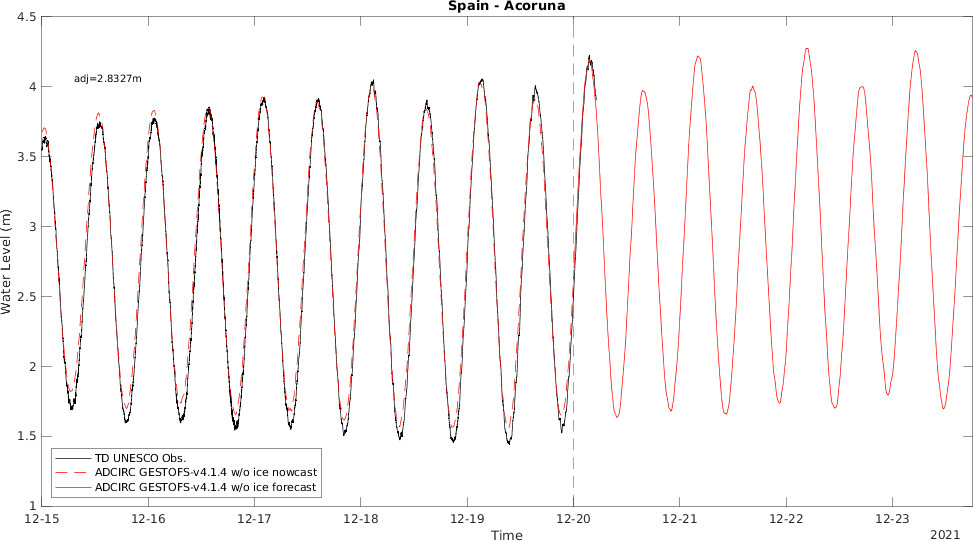 Spain - Acoruna
4.5
4
3.5
3
2.5
2
1.5
1
Water Level (m)
adj=2.8327m
TD UNESCO Obs.
ADCIRC GESTOFS-v4.1.4 w/o ice nowcast
ADCIRC GESTOFS-v4.1.4 w/o ice forecast
12-15 12-16 12-17 12-18 12-19 12-20 12-21 12-22 12-23
Time
2021